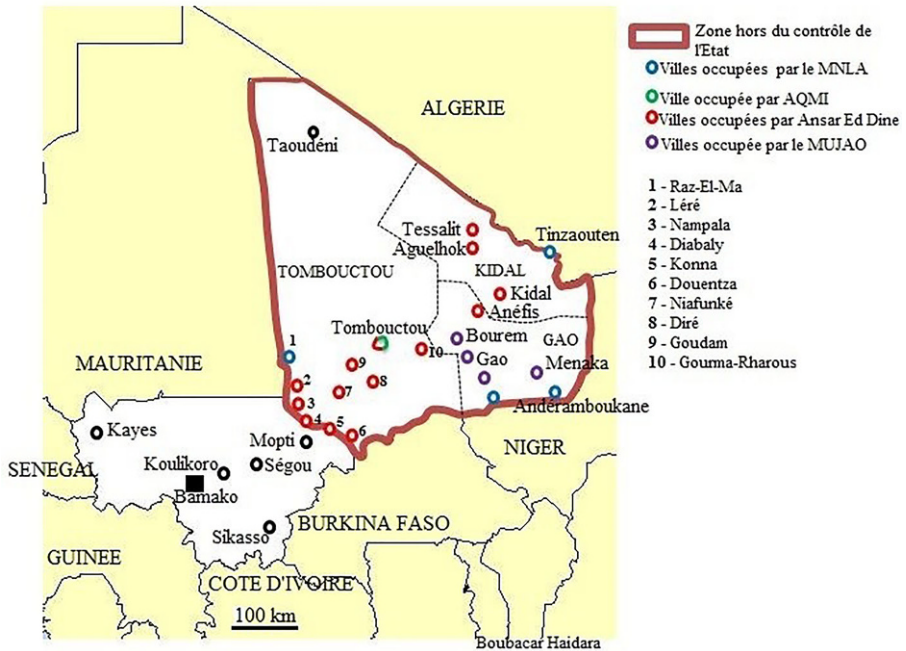 Zone hors du contrôle de
l'Etat
Villes occupées par le MNLA
Ville occupée par AQMI
Villes occupées par Ansar Ed Dine
Villes occupée par le MUJAO
1 - Raz-El-Ma
2 - Léré
3 - Nampala
4 - Diabaly
5 - Konna
6 - Douentza
7 - Niafunké
8 - Diré
9 - Goudam
10 - Gourma-Rharous
ALGERIE
Taoudéni
Tessalit
Aguelhok
Tinzaouten
TOMBOUCTOU
KIDAL
Kidal
Anéfis
Tombouctou
Bourem
GAO
1
10
Gao
Menaka
9
8
MAURITANIE
2
7
3
Andéramboukane
4
5
6
Kayes
Mopti
NIGER
SENEGAL
Koulikoro
Ségou
Bamako
Sikasso
BURKINA FASO
GUINEE
COTE D'IVOIRE
100 km
Boubacar Haidara